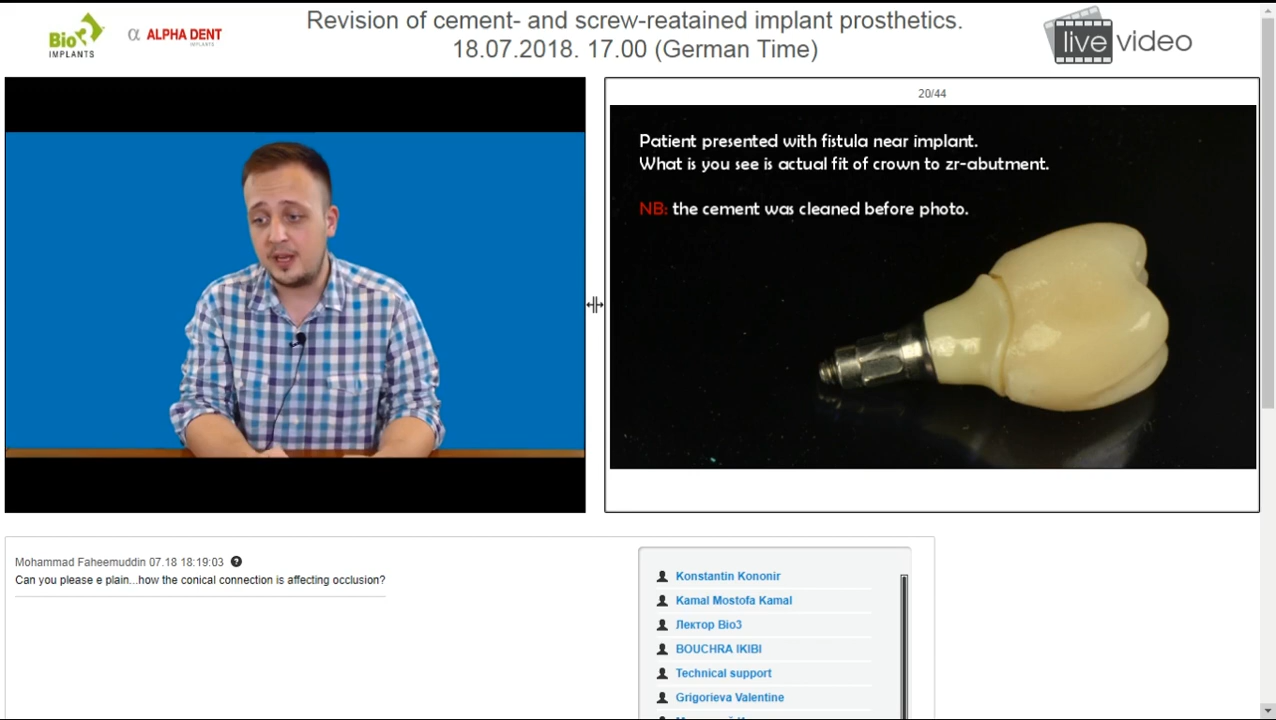 Bio
IMPLANTS
α ALPHA DENT
IMPLANTS
Revision of cement- and screw-reatained implant prosthetics.
18.07.2018. 17.00 (German Time)
live video
20/44
Patient presented with fistula near implant.
What is you see is actual fit of crown to zr-abutment.
NB: the cement was cleaned before photo.
Mohammad Faheemuddin 07.18 18:19:03 ?
Can you please e plain...how the conical connection is affecting occlusion?
Konstantin Kononir
Kamal Mostofa Kamal
Лектор Bio3
BOUCHRA IKIBI
Technical support
Grigorieva Valentine